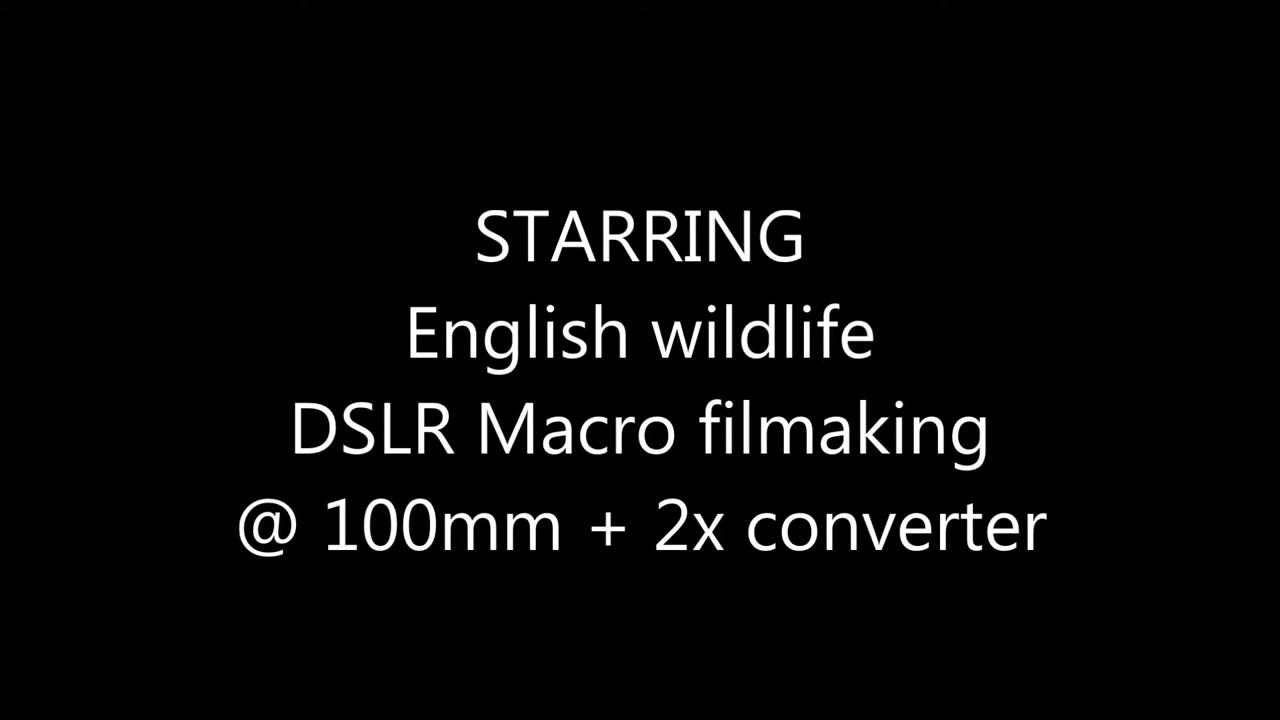 STARRING
English wildlife
DSLR Macro filmaking
@ 100mm + 2x converter